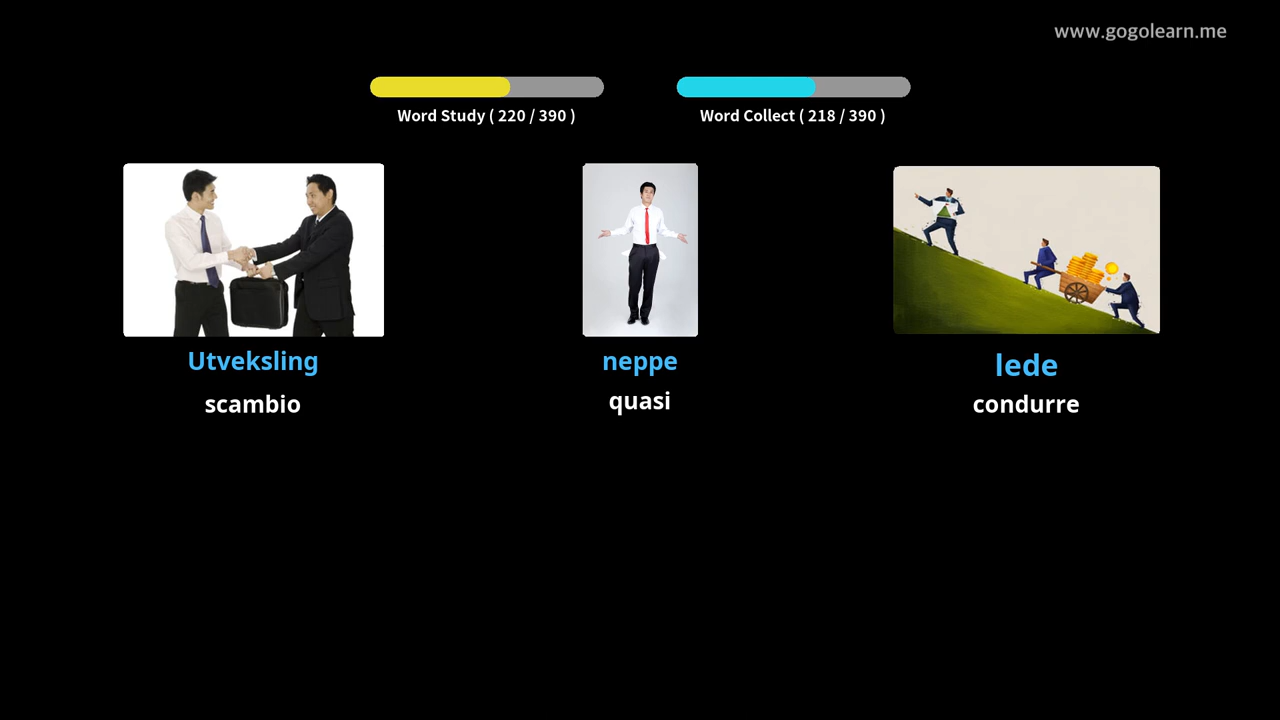 www.gogolearn.me
Word Study ( 220 / 390 )
Word Collect ( 218 / 390 )
Utveksling
neppe
lede
scambio
quasi
condurre